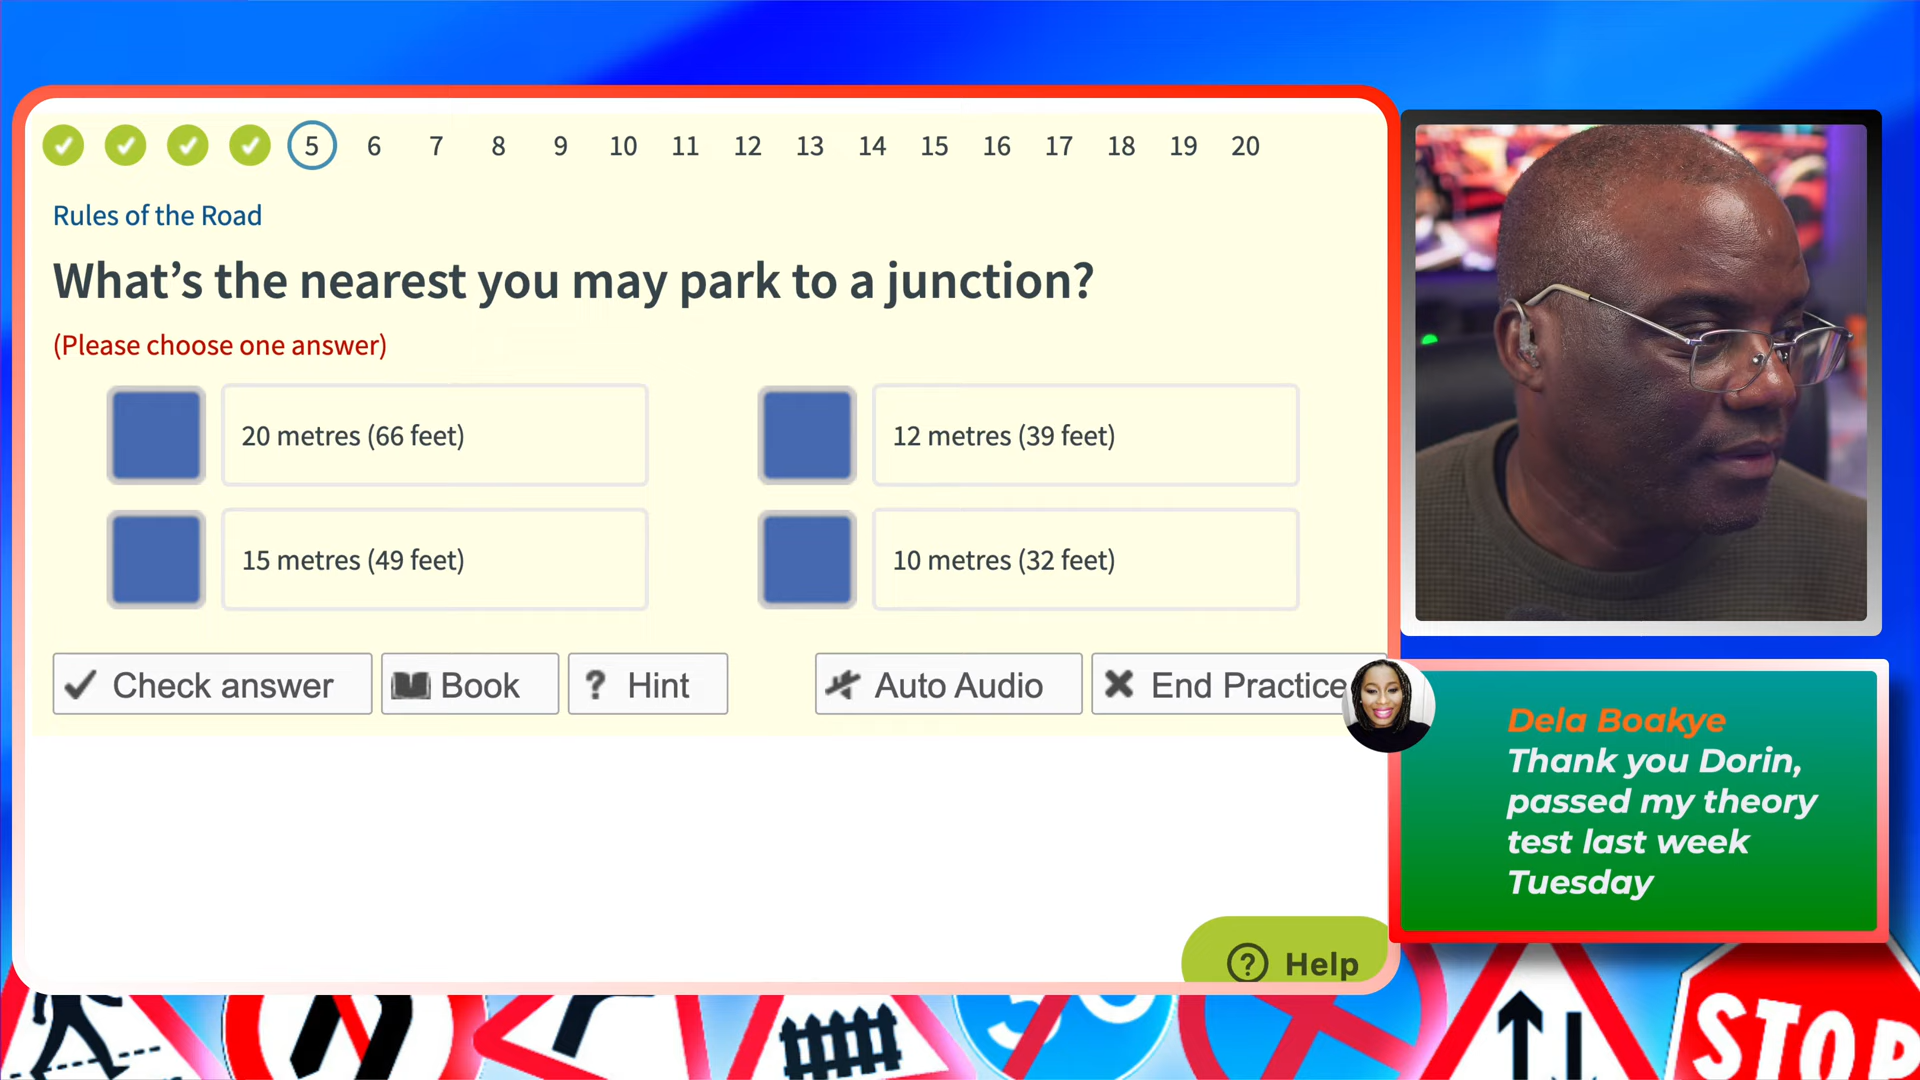 5 6 7 8 9 10 11 12 13 14 15 16 17 18 19 20
Rules of the Road
What’s the nearest you may park to a junction?
(Please choose one answer)
20 metres (66 feet)
12 metres (39 feet)
15 metres (49 feet)
10 metres (32 feet)
Check answer
Book
? Hint
Auto Audio
End Practice
Dela Boakye
Thank you Dorin,
passed my theory
test last week
Tuesday
? Help
STOP